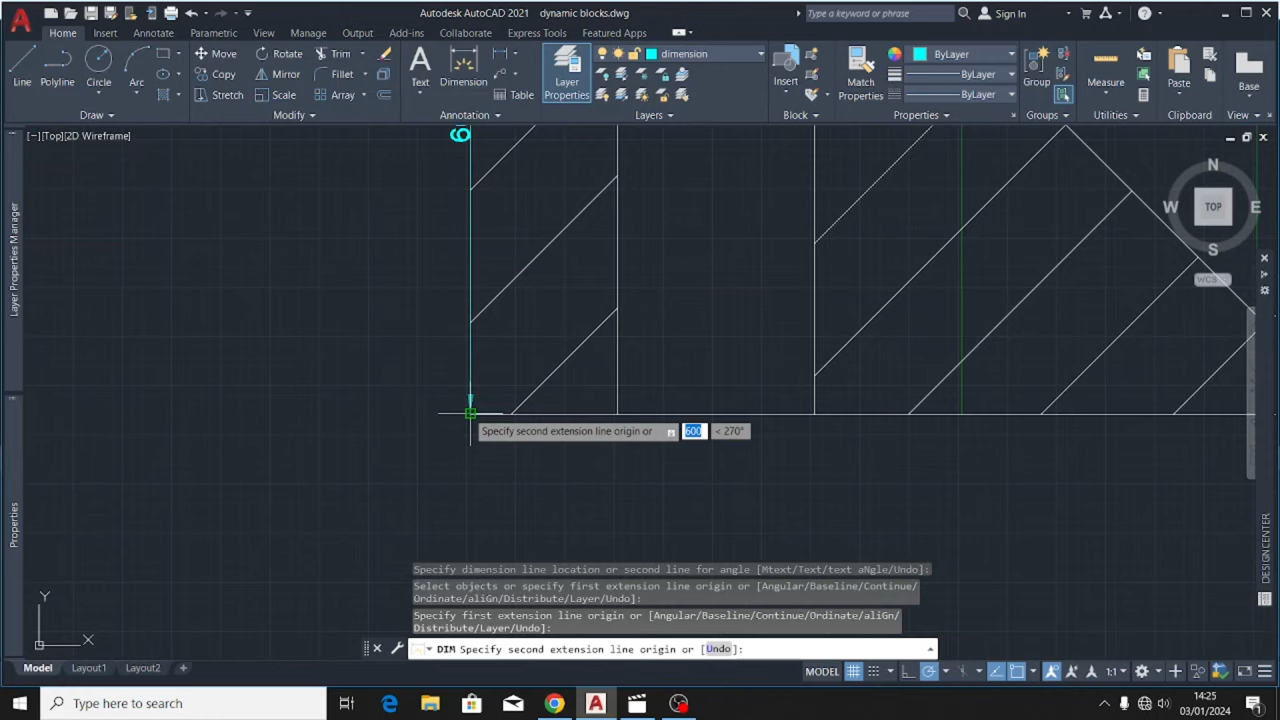 Autodesk AutoCAD 2021 dynamic blocks.dwg
Type a keyword or phrase
Sign In
Home Insert Annotate Parametric View Manage Output Add-ins Collaborate Express Tools Featured Apps
Line
Polyline
Circle
Arc
Move
Rotate
Trim
Copy
Mirror
Fillet
Stretch
Scale
Array
Text
Dimension
Table
Layer
Properties
dimension
Insert
Match
Properties
ByLayer
ByLayer
ByLayer
Group
Measure
Paste
Base
Draw
Modify
Annotation
Layers
Block
Properties
Groups
Utilities
Clipboard
View
[−][Top][2D Wireframe]
6
N
W TOP E
S
WCS
Layer Properties Manager
Properties
DESIGNCENTER
Specify second extension line origin or 600 < 270°
Specify dimension line location or second line for angle [Mtext/Text/text aNgle/Undo]:
Select objects or specify first extension line origin or [Angular/Baseline/Continue/
Ordinate/aliGn/Distribute/Layer/Undo]:
Specify first extension line origin or [Angular/Baseline/Continue/Ordinate/aliGn/
Distribute/Layer/Undo]:
DIM Specify second extension line origin or [Undo]:
Y
X
Model Layout1 Layout2 +
MODEL
1:1
Type here to search
14:25
03/01/2024
1